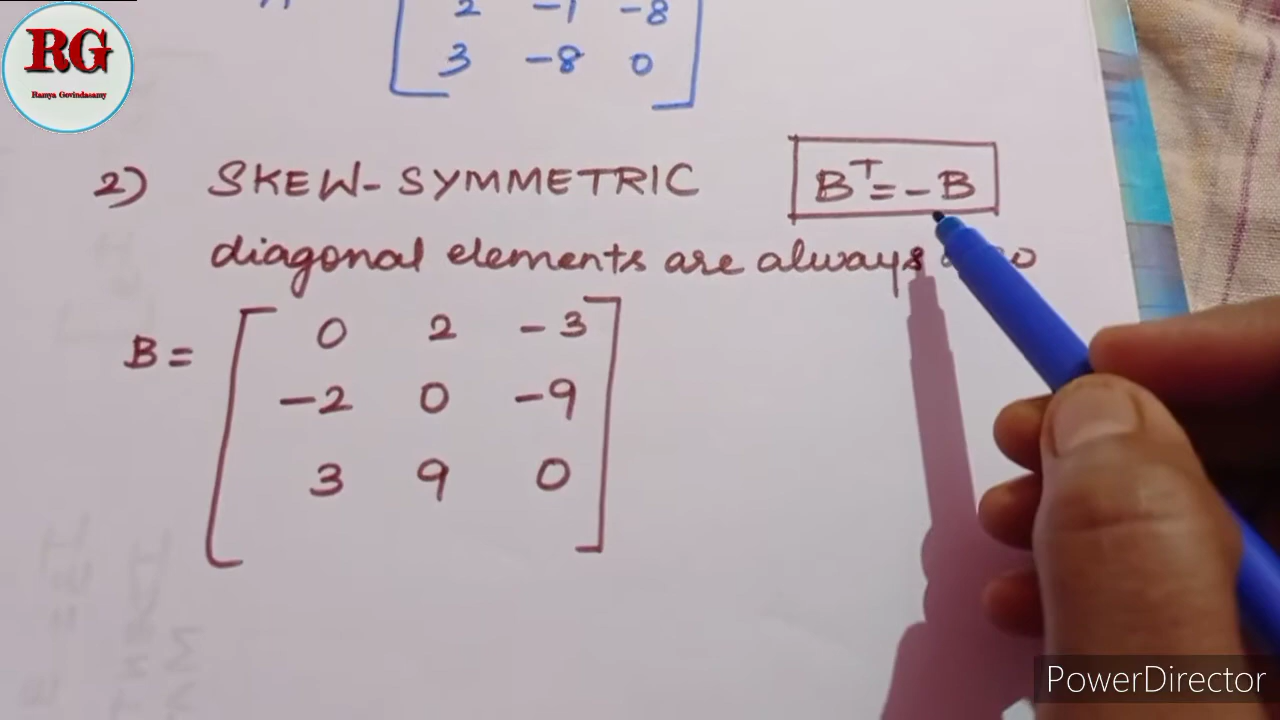 RG
Ramya Govindasamy
2 -1 -8
3 -8 0
2) SKEW-SYMMETRIC
Bᵀ = -B
diagonal elements are always
B =
0 2 -3
-2 0 -9
3 9 0
PowerDirector